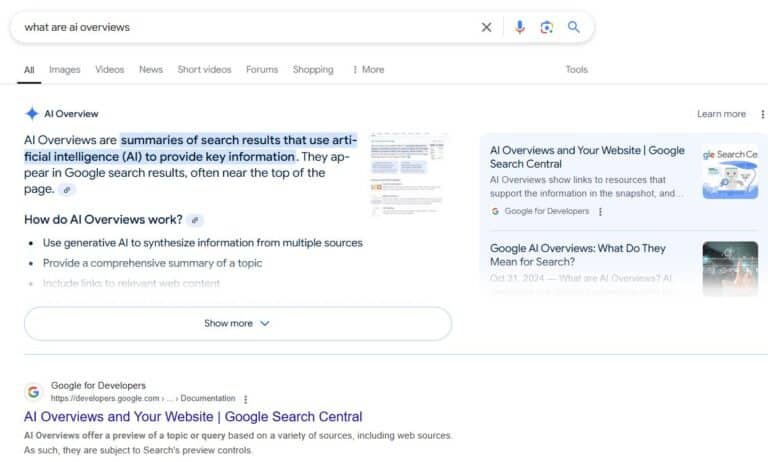 what are ai overviews
All Images Videos News Short videos Forums Shopping More Tools
AI Overview
Learn more
AI Overviews are summaries of search results that use arti-
ficial intelligence (AI) to provide key information. They ap-
pear in Google search results, often near the top of the
page.
How do AI Overviews work?
Use generative AI to synthesize information from multiple sources
Provide a comprehensive summary of a topic
Include links to relevant web content
Show more
AI Overviews and Your Website | Google
Search Central
AI Overviews show links to resources that
support the information in the snapshot, and...
Google for Developers
gle Search Ce
Google AI Overviews: What Do They
Mean for Search?
Oct 31, 2024 — What are AI Overviews? AI
Google for Developers
https://developers.google.com › ... › Documentation
AI Overviews and Your Website | Google Search Central
AI Overviews offer a preview of a topic or query based on a variety of sources, including web sources.
As such, they are subject to Search's preview controls.